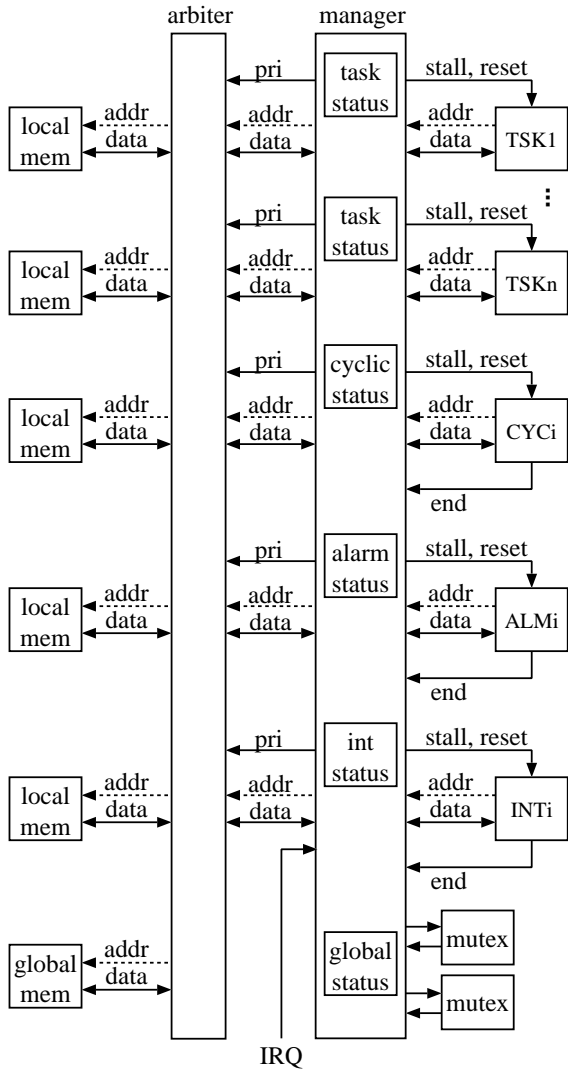 arbiter
manager
pri
task
status
stall, reset
local
mem
addr
data
addr
data
addr
data
TSK1
...
pri
task
status
stall, reset
local
mem
addr
data
addr
data
addr
data
TSKn
pri
cyclic
status
stall, reset
local
mem
addr
data
addr
data
addr
data
CYCi
end
pri
alarm
status
stall, reset
local
mem
addr
data
addr
data
addr
data
ALMi
end
pri
int
status
stall, reset
local
mem
addr
data
addr
data
addr
data
INTi
end
global
mem
addr
data
global
status
mutex
mutex
IRQ